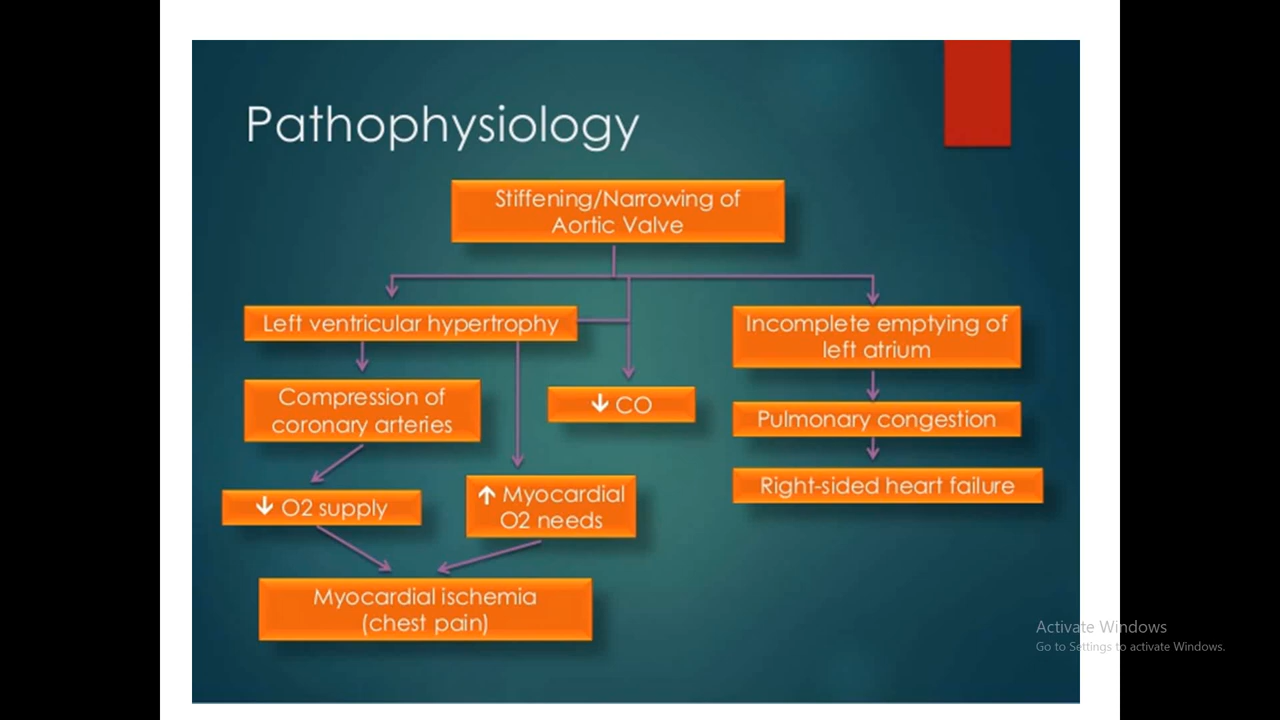 Pathophysiology
Stiffening/Narrowing of
Aortic Valve
Left ventricular hypertrophy
Incomplete emptying of
left atrium
Compression of
coronary arteries
↓ CO
Pulmonary congestion
↓ O2 supply
↑ Myocardial
O2 needs
Right-sided heart failure
Myocardial ischemia
(chest pain)
Activate Windows
Go to Settings to activate Windows.